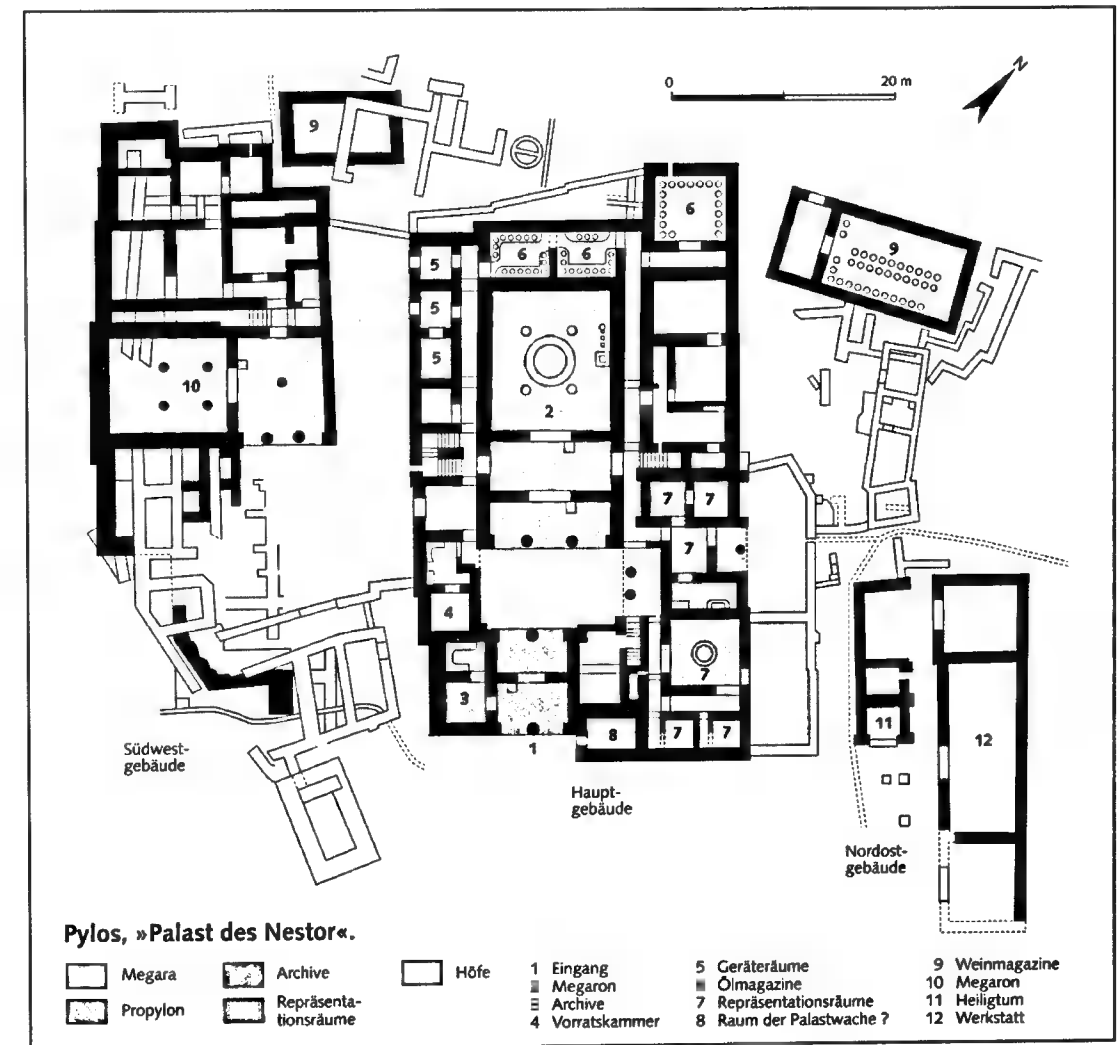 N
0 20 m
9
6
9
5
6 6
5
5
10
2
7 7
7
4
7
3
11
12
8 7 7
1
Südwest-
gebäude
Haupt-
gebäude
Nordost-
gebäude
Pylos, »Palast des Nestor«.
Megara
Propylon
Archive
Repräsenta-
tionsräume
Höfe
1 Eingang
Megaron
Archive
4 Vorratskammer
5 Geräteräume
Ölmagazine
7 Repräsentationsräume
8 Raum der Palastwache ?
9 Weinmagazine
10 Megaron
11 Heiligtum
12 Werkstatt